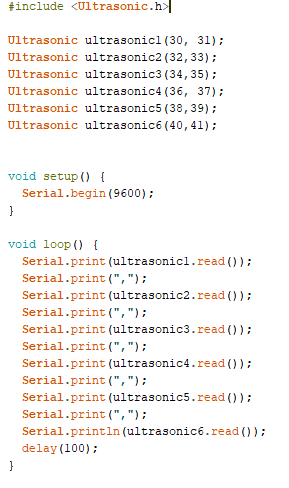 #include <Ultrasonic.h>
Ultrasonic ultrasonic1(30, 31);
Ultrasonic ultrasonic2(32,33);
Ultrasonic ultrasonic3(34,35);
Ultrasonic ultrasonic4(36, 37);
Ultrasonic ultrasonic5(38,39);
Ultrasonic ultrasonic6(40,41);
void setup() {
  Serial.begin(9600);
}
void loop() {
  Serial.print(ultrasonic1.read());
  Serial.print(",");
  Serial.print(ultrasonic2.read());
  Serial.print(",");
  Serial.print(ultrasonic3.read());
  Serial.print(",");
  Serial.print(ultrasonic4.read());
  Serial.print(",");
  Serial.print(ultrasonic5.read());
  Serial.print(",");
  Serial.println(ultrasonic6.read());
  delay(100);
}